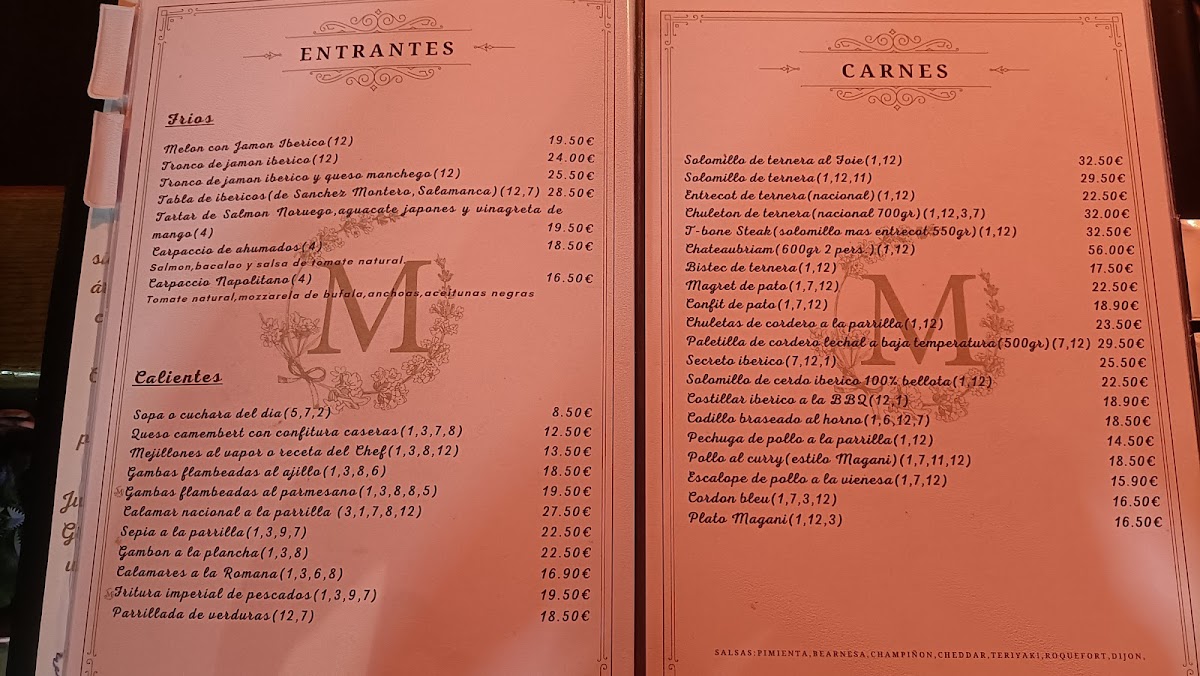 ENTRANTES
Frios
Melon con Jamon Iberico(12) 19.50€
Tronco de jamon iberico(12) 24.00€
Tronco de jamon iberico y queso manchego(12) 25.50€
Tabla de ibericos(de Sanchez Montero,Salamanca)(12,7) 28.50€
Tartar de Salmon Noruego,aguacate japones y vinagreta de
mango(4) 19.50€
Carpaccio de ahumados(4) 18.50€
Salmon,bacalao y salsa de tomate natural.
Carpaccio Napolitano(4) 16.50€
Tomate natural,mozzarela de bufala,anchoas,aceitunas negras
M
Calientes
Sopa o cuchara del dia(5,7,2) 8.50€
Queso camembert con confitura caseras(1,3,7,8) 12.50€
Mejillones al vapor o receta del Chef(1,3,8,12) 13.50€
Gambas flambeadas al ajillo(1,3,8,6) 18.50€
Gambas flambeadas al parmesano(1,3,8,8,5) 19.50€
Calamar nacional a la parrilla (3,1,7,8,12) 27.50€
Sepia a la parrilla(1,3,9,7) 22.50€
Gambon a la plancha(1,3,8) 22.50€
Calamares a la Romana(1,3,6,8) 16.90€
Fritura imperial de pescados(1,3,9,7) 19.50€
Parrillada de verduras(12,7) 18.50€
CARNES
Solomillo de ternera al Foie(1,12) 32.50€
Solomillo de ternera(1,12,11) 29.50€
Entrecot de ternera(nacional)(1,12) 22.50€
Chuleton de ternera(nacional 700gr)(1,12,3,7) 32.00€
T-bone Steak(solomillo mas entrecot 550gr)(1,12) 32.50€
Chateaubriam(600gr 2 pers.)(1,12) 56.00€
Bistec de ternera(1,12) 17.50€
Magret de pato(1,7,12) 22.50€
Confit de pato(1,7,12) 18.90€
Chuletas de cordero a la parrilla(1,12) 23.50€
Paletilla de cordero lechal a baja temperatura(500gr)(7,12) 29.50€
Secreto iberico(7,12,1) 25.50€
Solomillo de cerdo iberico 100% bellota(1,12) 22.50€
Costillar iberico a la BBQ(12,1) 18.90€
Codillo braseado al horno(1,6,12,7) 18.50€
Pechuga de pollo a la parrilla(1,12) 14.50€
Pollo al curry(estilo Magani)(1,7,11,12) 18.50€
Escalope de pollo a la vienesa(1,7,12) 15.90€
Cordon bleu(1,7,3,12) 16.50€
Plato Magani(1,12,3) 16.50€
M
SALSAS:PIMIENTA,BEARNESA,CHAMPIÑON,CHEDDAR,TERIYAKI,ROQUEFORT,DIJON,